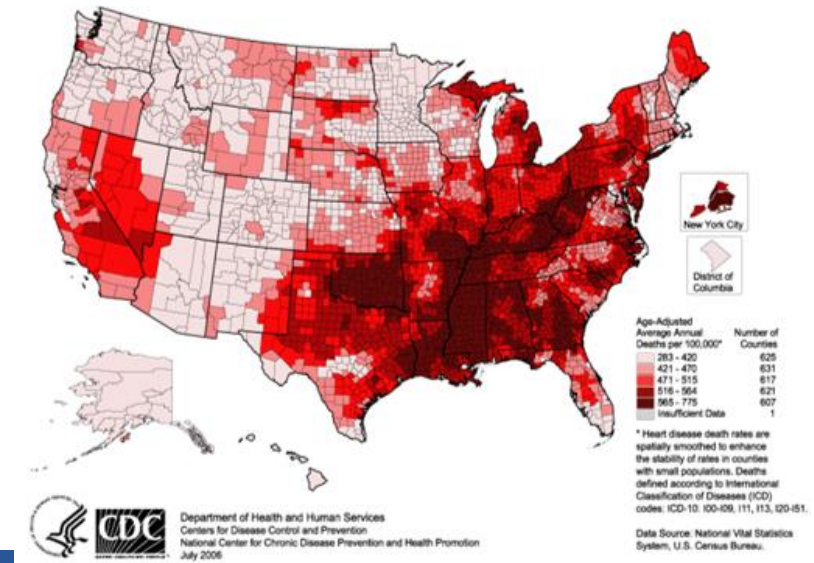 New York City
District of
Columbia
Age-Adjusted
Average Annual
Deaths per 100,000*
Number of
Counties
283 - 420 625
421 - 470 631
471 - 515 617
516 - 564 621
565 - 775 607
Insufficient Data 1
* Heart disease death rates are
spatially smoothed to enhance
the stability of rates in counties
with small populations. Deaths
defined according to International
Classification of Diseases (ICD)
codes: ICD-10. I00-I09, I11, I13, I20-I51.
Data Source: National Vital Statistics
System, U.S. Census Bureau.
CDC
Department of Health and Human Services
Centers for Disease Control and Prevention
National Center for Chronic Disease Prevention and Health Promotion
July 2006